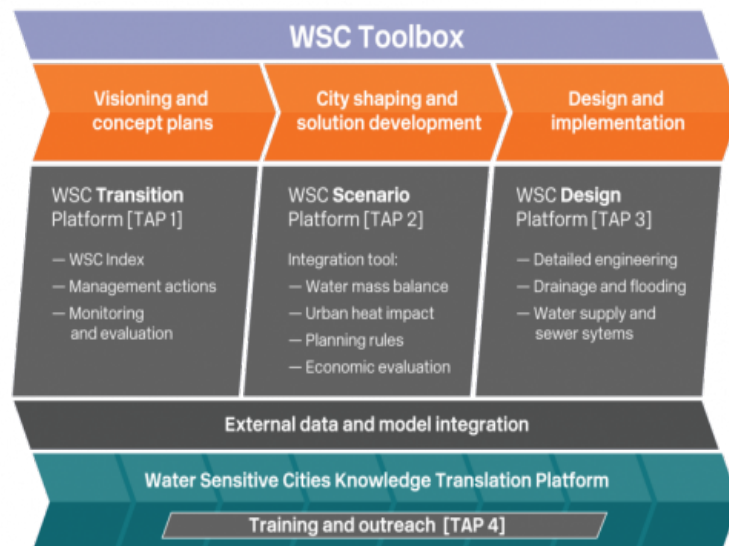 WSC Toolbox
Visioning and
concept plans
City shaping and
solution development
Design and
implementation
WSC Transition
Platform [TAP 1]
— WSC Index
— Management actions
— Monitoring
and evaluation
WSC Scenario
Platform [TAP 2]
Integration tool:
— Water mass balance
— Urban heat impact
— Planning rules
— Economic evaluation
WSC Design
Platform [TAP 3]
— Detailed engineering
— Drainage and flooding
— Water supply and
sewer sytems
External data and model integration
Water Sensitive Cities Knowledge Translation Platform
Training and outreach [TAP 4]